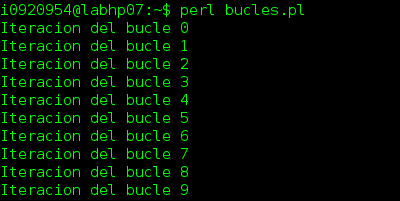 i0920954@labhp07:~$ perl bucles.pl
Iteracion del bucle 0
Iteracion del bucle 1
Iteracion del bucle 2
Iteracion del bucle 3
Iteracion del bucle 4
Iteracion del bucle 5
Iteracion del bucle 6
Iteracion del bucle 7
Iteracion del bucle 8
Iteracion del bucle 9